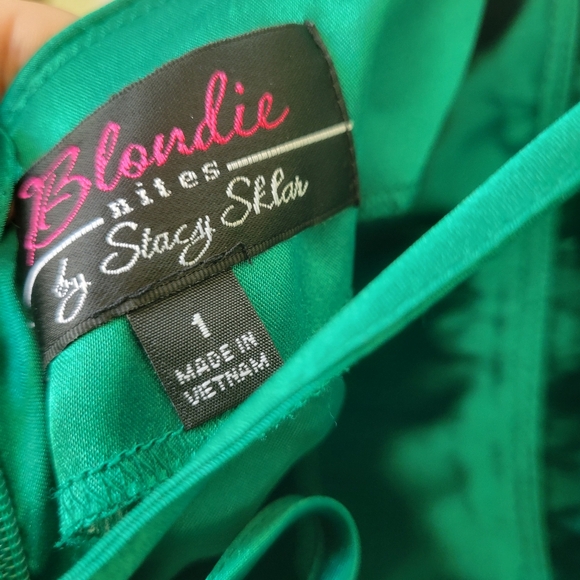 Blondie
nites
by Stacy Sklar
1
MADE IN
VIETNAM